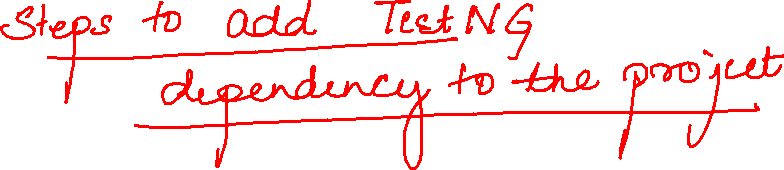 Steps to add TestNG
dependency to the project